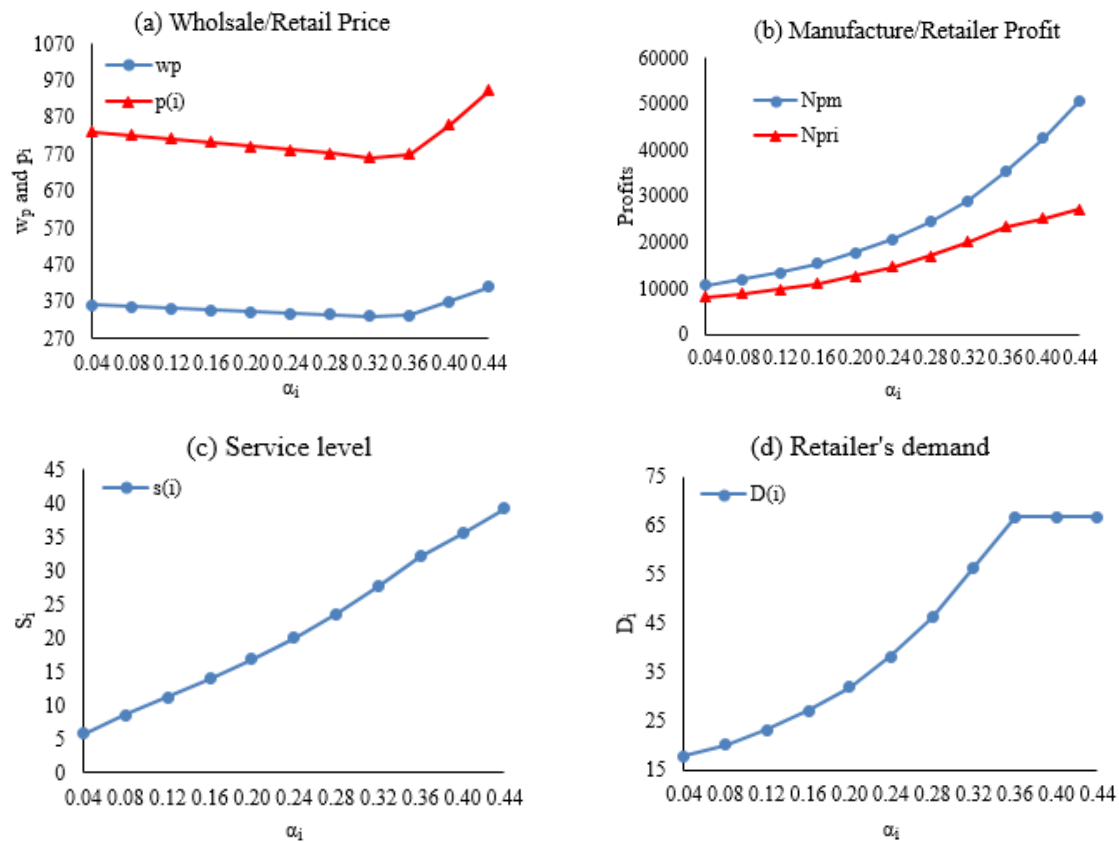 (a) Wholsale/Retail Price
1070
970
870
770
670
570
470
370
270
wp
p(i)
wp and pi
0.04 0.08 0.12 0.16 0.20 0.24 0.28 0.32 0.36 0.40 0.44
αi
(b) Manufacture/Retailer Profit
60000
50000
40000
30000
20000
10000
0
Npm
Npri
Profits
0.04 0.08 0.12 0.16 0.20 0.24 0.28 0.32 0.36 0.40 0.44
αi
(c) Service level
45
40
35
30
25
20
15
10
5
0
s(i)
Si
0.04 0.08 0.12 0.16 0.20 0.24 0.28 0.32 0.36 0.40 0.44
αi
(d) Retailer's demand
75
65
55
45
35
25
15
D(i)
Di
0.04 0.08 0.12 0.16 0.20 0.24 0.28 0.32 0.36 0.40 0.44
αi